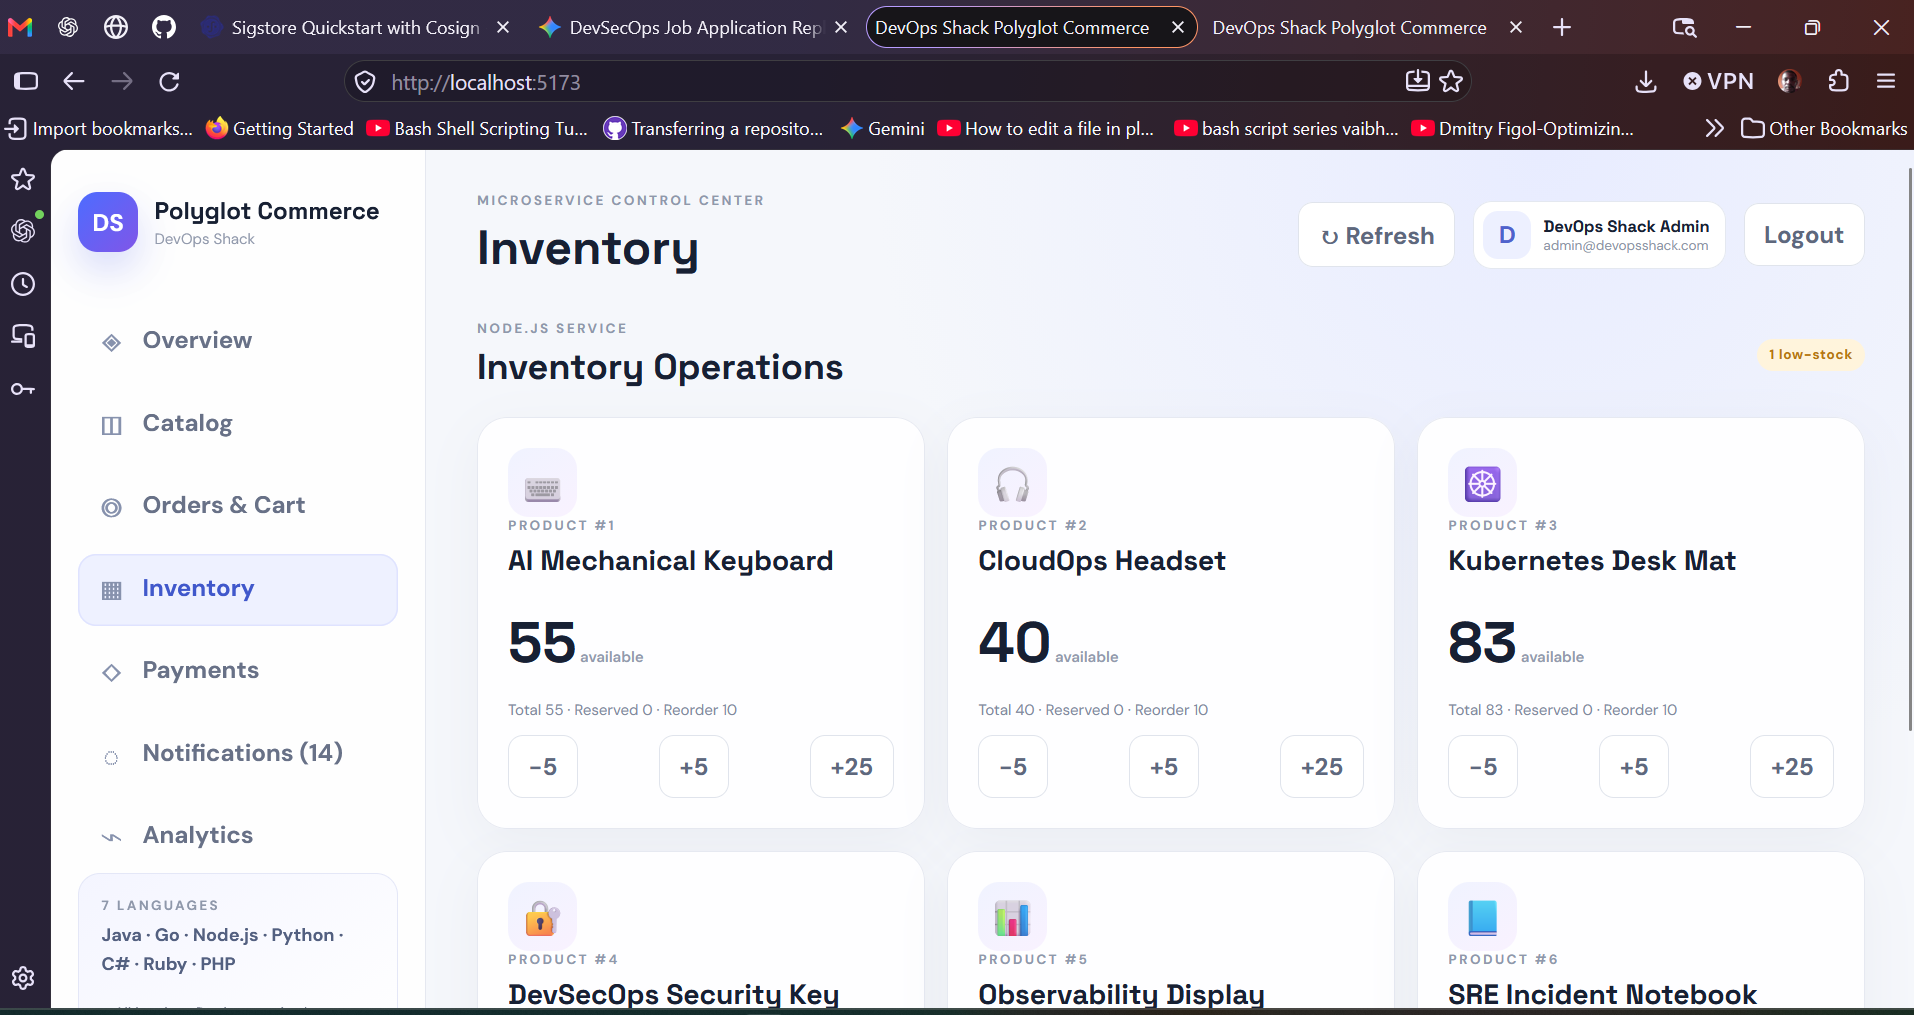 Sigstore Quickstart with Cosign
DevSecOps Job Application Rep
DevOps Shack Polyglot Commerce
DevOps Shack Polyglot Commerce
http://localhost:5173
VPN
Import bookmarks...
Getting Started
Bash Shell Scripting Tu...
Transferring a reposito...
Gemini
How to edit a file in pl...
bash script series vaibh...
Dmitry Figol-Optimizin...
Other Bookmarks
DS
Polyglot Commerce
DevOps Shack
Overview
Catalog
Orders & Cart
Inventory
Payments
Notifications (14)
Analytics
7 LANGUAGES
Java · Go · Node.js · Python ·
C# · Ruby · PHP
MICROSERVICE CONTROL CENTER
Inventory
↻ Refresh
D
DevOps Shack Admin
admin@devopsshack.com
Logout
NODE.JS SERVICE
Inventory Operations
1 low-stock
PRODUCT #1
AI Mechanical Keyboard
55 available
Total 55 · Reserved 0 · Reorder 10
-5
+5
+25
PRODUCT #2
CloudOps Headset
40 available
Total 40 · Reserved 0 · Reorder 10
-5
+5
+25
PRODUCT #3
Kubernetes Desk Mat
83 available
Total 83 · Reserved 0 · Reorder 10
-5
+5
+25
PRODUCT #4
DevSecOps Security Key
PRODUCT #5
Observability Display
PRODUCT #6
SRE Incident Notebook